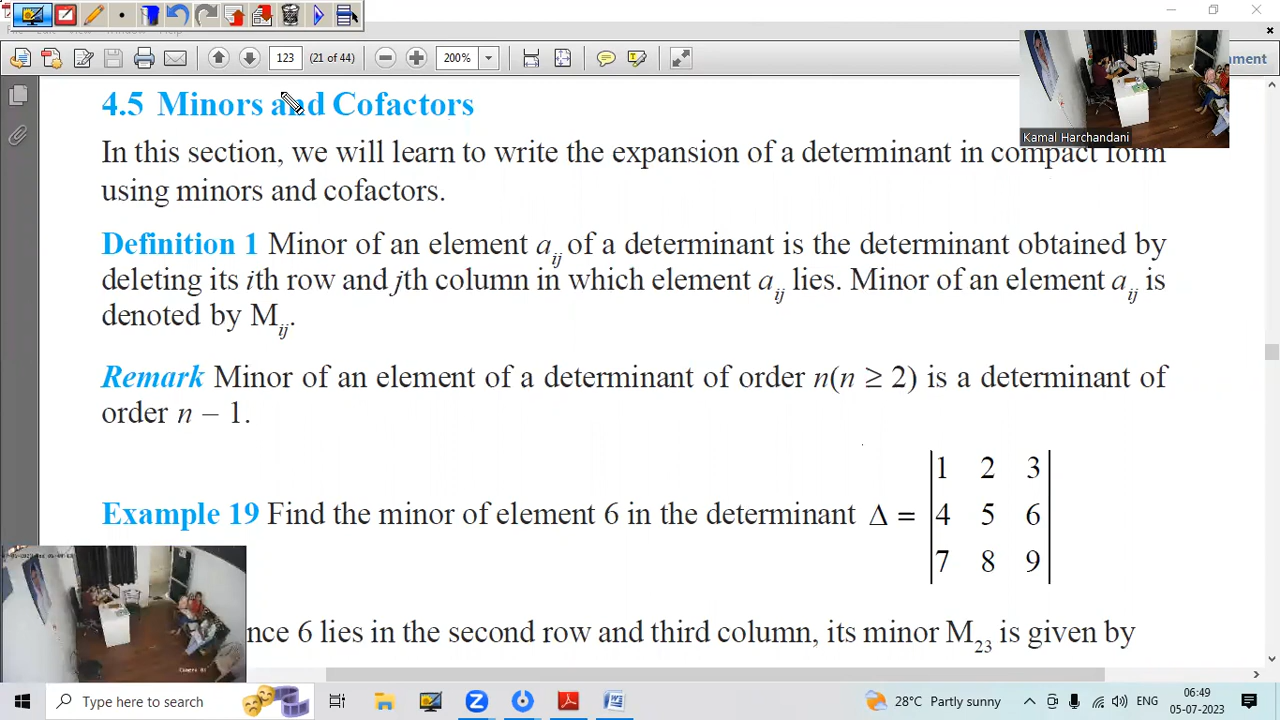 123 (21 of 44) 200%
ment
Kamal Harchandani
4.5 Minors and Cofactors
In this section, we will learn to write the expansion of a determinant in compact form
using minors and cofactors.
Definition 1 Minor of an element aij of a determinant is the determinant obtained by
deleting its ith row and jth column in which element aij lies. Minor of an element aij is
denoted by Mij.
Remark Minor of an element of a determinant of order n(n ≥ 2) is a determinant of
order n – 1.
Example 19 Find the minor of element 6 in the determinant Δ =
1 2 3
4 5 6
7 8 9
nce 6 lies in the second row and third column, its minor M23 is given by
Type here to search
28°C Partly sunny
ENG
06:49
05-07-2023